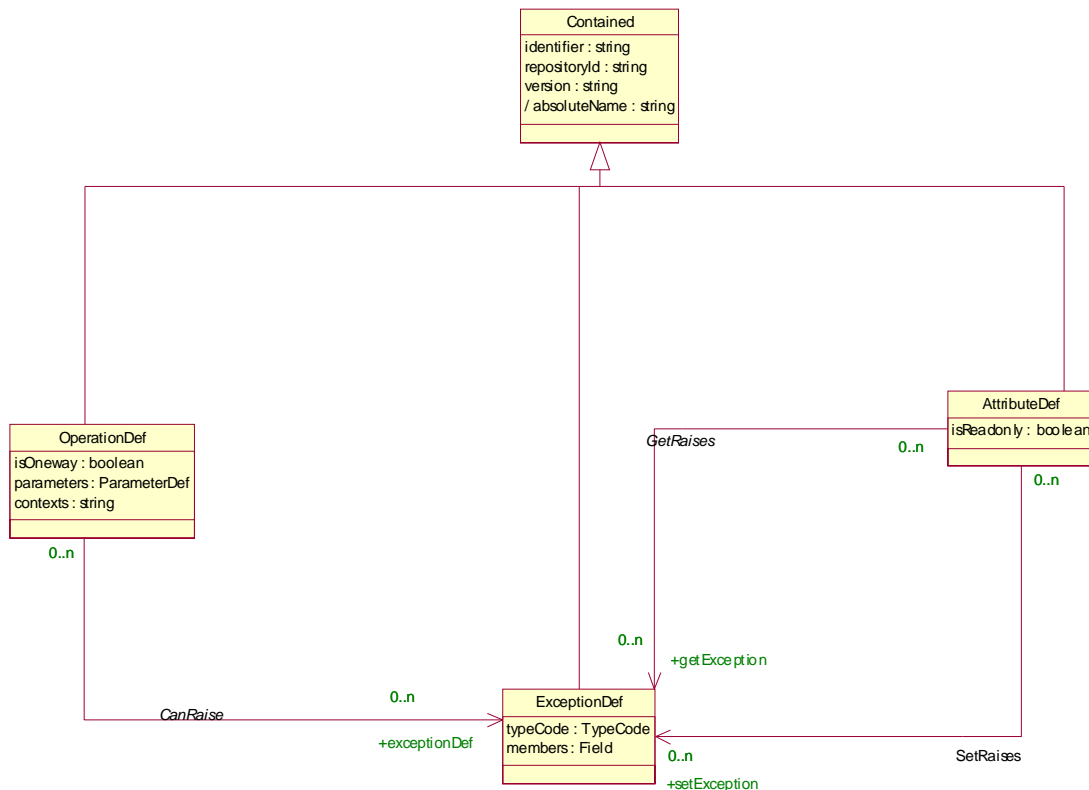 Contained
identifier : string
repositoryId : string
version : string
/ absoluteName : string
AttributeDef
isReadonly : boolean
OperationDef
isOneway : boolean
parameters : ParameterDef
contexts : string
GetRaises
0..n
0..n
0..n
0..n
+getException
0..n
CanRaise
+exceptionDef
ExceptionDef
typeCode : TypeCode
members : Field
0..n
SetRaises
+setException